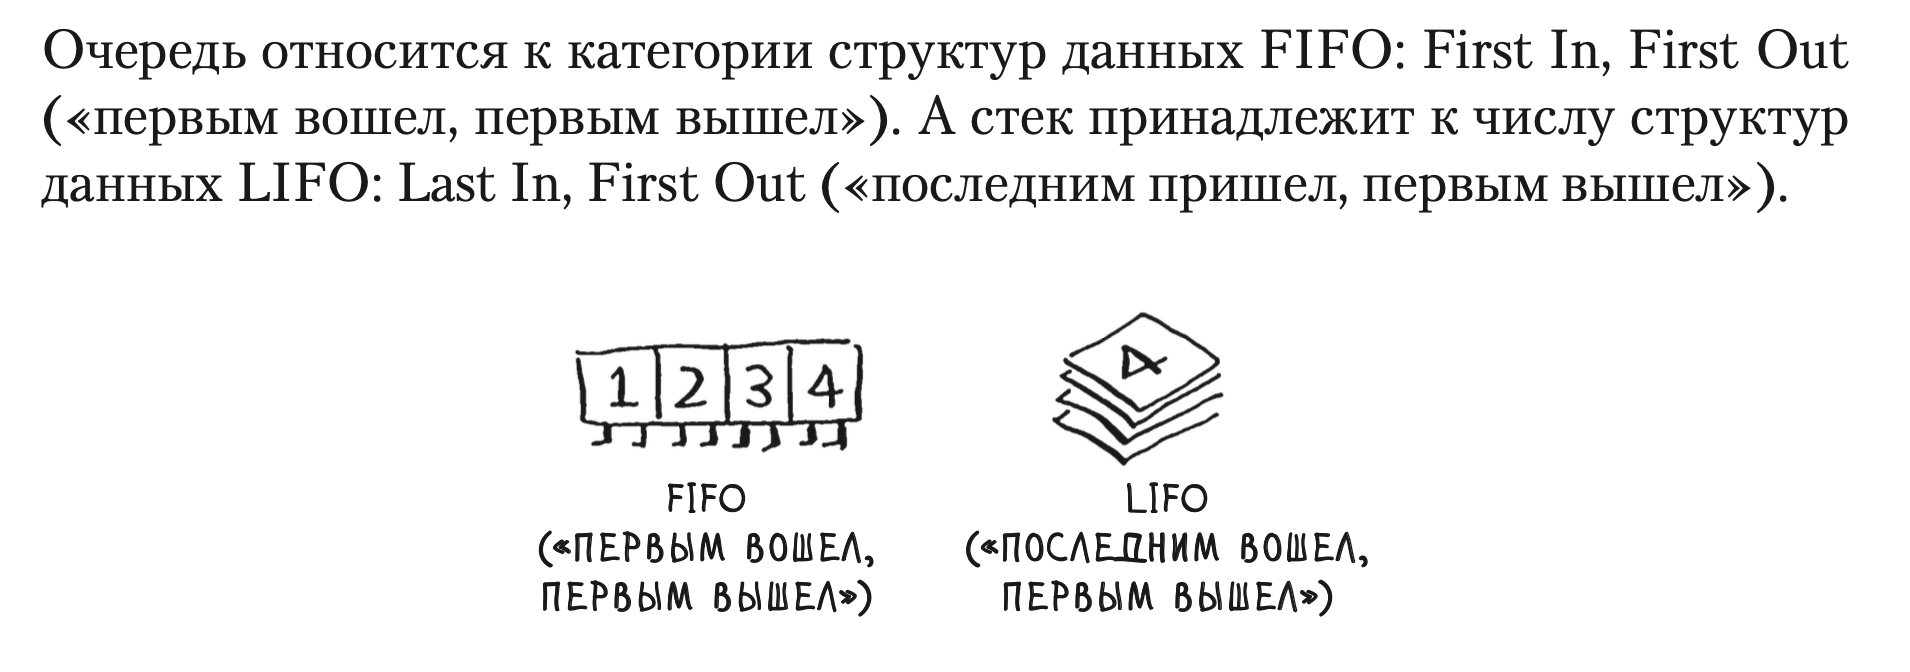 Очередь относится к категории структур данных FIFO: First In, First Out
(«первым вошел, первым вышел»). А стек принадлежит к числу структур
данных LIFO: Last In, First Out («последним пришел, первым вышел»).
1 2 3 4
4
FIFO
(«ПЕРВЫМ ВОШЕЛ,
ПЕРВЫМ ВЫШЕЛ»)
LIFO
(«ПОСЛЕДНИМ ВОШЕЛ,
ПЕРВЫМ ВЫШЕЛ»)